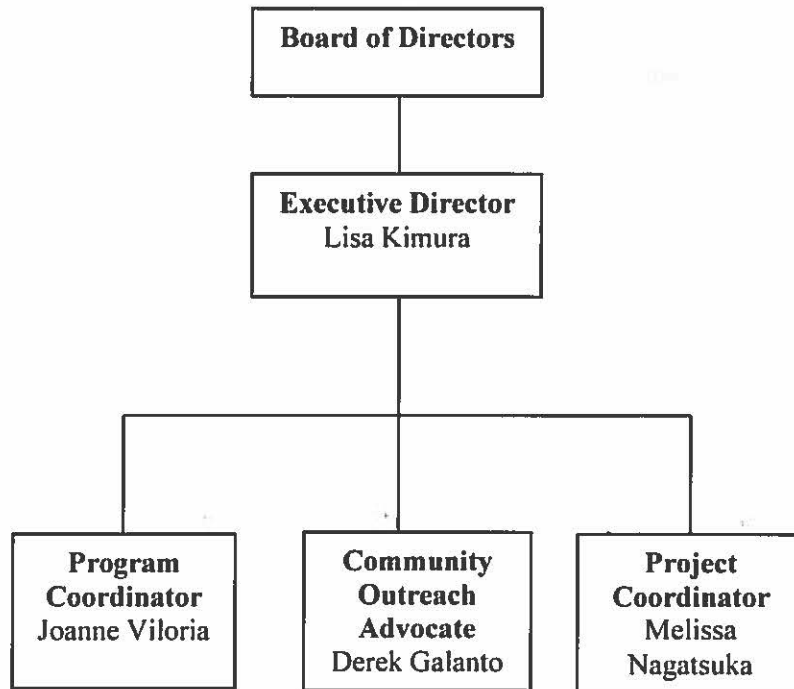 Board of Directors
Executive Director
Lisa Kimura
Program
Coordinator
Joanne Viloria
Community
Outreach
Advocate
Derek Galanto
Project
Coordinator
Melissa
Nagatsuka